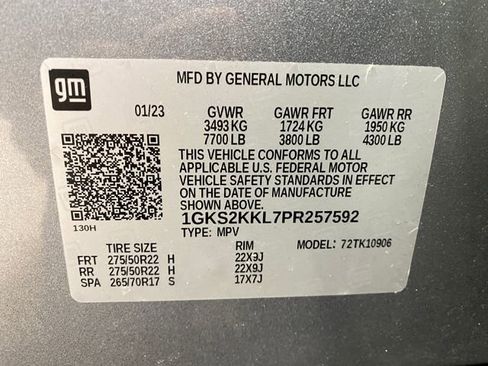 gm
MFD BY GENERAL MOTORS LLC
01/23 GVWR GAWR FRT GAWR RR
3493 KG 1724 KG 1950 KG
7700 LB 3800 LB 4300 LB
THIS VEHICLE CONFORMS TO ALL
APPLICABLE U.S. FEDERAL MOTOR
VEHICLE SAFETY STANDARDS IN EFFECT
ON THE DATE OF MANUFACTURE
SHOWN ABOVE.
1GKS2KKL7PR257592
130H
TYPE: MPV
TIRE SIZE RIM MODEL: 72TK10906
FRT 275/50R22 H 22X9J
RR 275/50R22 H 22X9J
SPA 265/70R17 S 17X7J